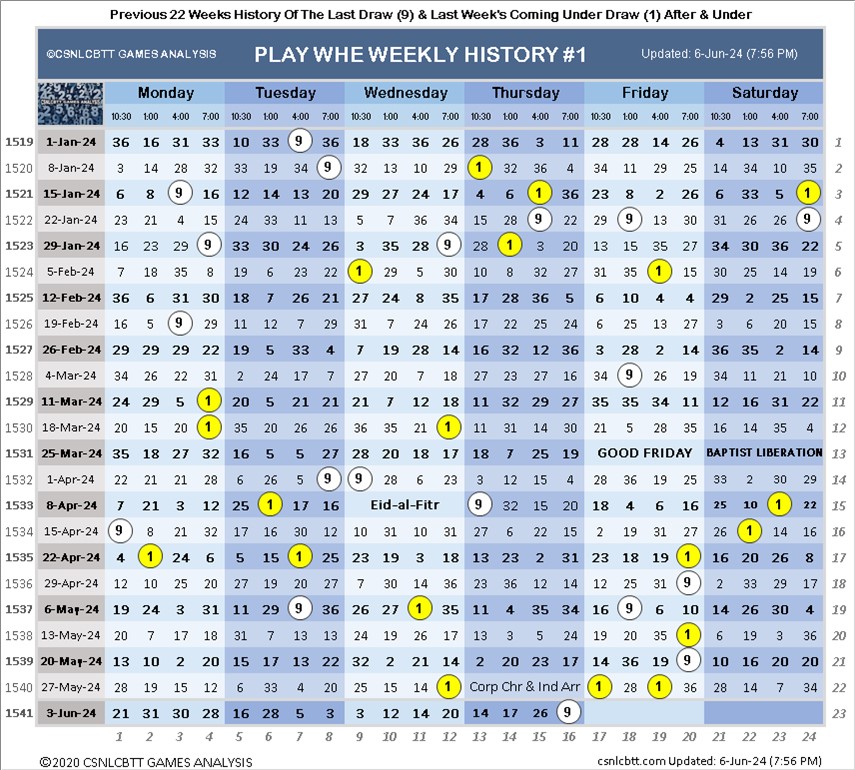 Previous 22 Weeks History Of The Last Draw (9) & Last Week's Coming Under Draw (1) After & Under
©CSNLCBTT GAMES ANALYSIS PLAY WHE WEEKLY HISTORY #1 Updated: 6-Jun-24 (7:56 PM)
CSNLCBTT GAMES ANALYSIS Monday Tuesday Wednesday Thursday Friday Saturday
10:30 1:00 4:00 7:00 10:30 1:00 4:00 7:00 10:30 1:00 4:00 7:00 10:30 1:00 4:00 7:00 10:30 1:00 4:00 7:00 10:30 1:00 4:00 7:00
1519 1-Jan-24 36 16 31 33 10 33 9 36 18 33 36 26 28 36 3 11 28 28 14 26 4 13 31 30 1
1520 8-Jan-24 3 14 28 32 33 19 34 9 32 13 10 29 1 32 36 4 34 11 29 10 14 34 10 35 2
1521 15-Jan-24 6 8 9 16 12 14 13 20 29 27 24 17 4 6 1 36 23 8 2 26 6 33 5 1 3
1522 22-Jan-24 23 21 4 15 24 33 11 13 5 7 36 34 15 28 9 22 29 9 13 30 31 26 26 9 4
1523 29-Jan-24 16 23 29 9 33 30 24 26 3 35 28 9 28 1 3 20 13 15 35 27 34 30 36 22 5
1524 5-Feb-24 7 18 35 8 19 6 23 22 1 29 5 30 10 8 32 27 31 35 1 4 30 25 14 19 6
1525 12-Feb-24 36 6 31 30 18 7 26 21 27 24 8 35 17 28 36 5 6 10 4 4 29 2 25 15 7
1526 19-Feb-24 16 5 9 29 11 12 7 29 31 7 24 26 17 22 25 24 6 25 13 27 3 6 20 15 8
1527 26-Feb-24 29 29 29 22 19 5 33 4 7 19 28 14 16 32 12 36 3 28 2 14 36 35 2 14 9
1528 4-Mar-24 34 26 22 31 2 24 17 7 27 20 7 18 27 23 27 16 34 9 26 26 34 11 21 10 10
1529 11-Mar-24 24 29 5 1 20 5 21 21 21 7 12 18 11 32 29 27 35 35 34 11 12 16 31 22 11
1530 18-Mar-24 20 15 20 1 35 20 26 26 36 35 21 1 11 31 14 30 21 5 28 35 16 14 35 4 12
1531 25-Mar-24 35 18 27 32 16 5 5 27 28 20 18 17 18 7 25 19 GOOD FRIDAY BAPTIST LIBERATION 13
1532 1-Apr-24 22 21 21 28 6 26 5 9 9 28 6 23 3 12 15 4 28 36 19 25 33 2 30 29 14
1533 8-Apr-24 7 21 3 12 25 1 17 16 Eid-al-Fitr 9 32 15 20 18 4 6 16 25 10 1 22 15
1534 15-Apr-24 9 8 21 32 17 16 30 12 10 31 10 31 27 6 22 15 2 19 31 27 26 1 14 8 16
1535 22-Apr-24 4 1 24 6 5 15 1 25 23 19 3 18 13 23 2 31 23 18 19 1 16 20 26 8 17
1536 29-Apr-24 12 10 25 20 27 19 20 27 7 30 14 36 23 36 12 14 12 25 31 9 2 33 29 17 18
1537 6-May-24 19 24 3 31 11 29 9 36 26 27 1 35 11 4 35 34 16 9 6 10 14 26 30 4 19
1538 13-May-24 20 7 17 18 31 7 13 13 24 19 26 17 13 3 5 24 19 20 35 1 6 19 3 36 20
1539 20-May-24 13 10 2 20 15 17 13 22 32 2 21 14 2 20 23 17 14 36 19 9 10 16 20 20 21
1540 27-May-24 28 19 15 12 6 33 4 20 25 15 14 1 Corp Chr & Ind Arr 1 28 1 36 28 14 7 34 22
1541 3-Jun-24 21 31 30 28 16 28 5 3 3 12 14 20 14 17 26 9 23
1 2 3 4 5 6 7 8 9 10 11 12 13 14 15 16 17 18 19 20 21 22 23 24
©2020 CSNLCBTT GAMES ANALYSIS csnlcbtt.com Updated: 6-Jun-24 (7:56 PM)